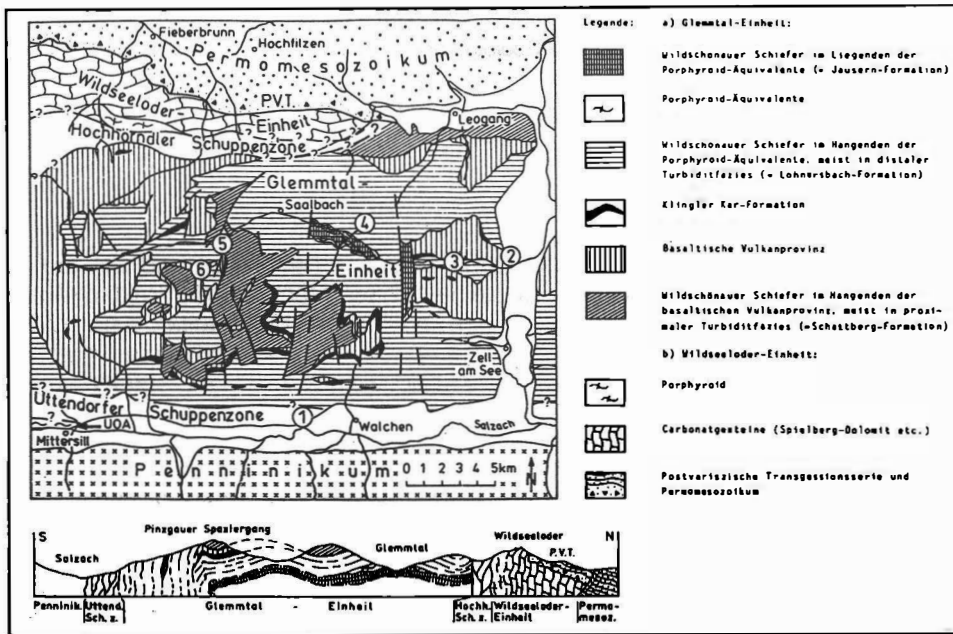 Fieberbrunn
Hochfilzen
Permomesozoikum
P.V.T.
Wildseeloder-
Einheit
Leogang
Hochhörndler Schuppenzone
Glemmtal
Saalbach
4
5
3
2
6
Einheit
Zell
am See
Uttendorfer
Schuppenzone
1
UOA
Mittersill
Walchen
Salzach
Penninikum
0 1 2 3 4 5km
N
Legende: a) Glemmtal-Einheit:
Wildschönauer Schiefer im Liegenden der
Porphyroid-Äquivalente (= Jausern-Formation)
Porphyroid-Äquivalente
Wildschönauer Schiefer im Hangenden der
Porphyroid-Äquivalente, meist in distaler
Turbiditfazies (= Lohnersbach-Formation)
Klingler Kar-Formation
Basaltische Vulkanprovinz
Wildschönauer Schiefer im Hangenden der
basaltischen Vulkanprovinz, meist in proxi-
maler Turbiditfazies (=Schattberg-Formation)
b) Wildseeloder-Einheit:
Porphyroid
Carbonatgesteine (Spielberg-Dolomit etc.)
Postvariszische Transgressionsserie und
Permomesozoikum
S
Pinzgauer Spaziergang
Wildseeloder
N
Salzach
Glemmtal
P.V.T.
Penninik.
Uttend.
Sch. z.
Glemmtal - Einheit
Hochh.
Sch. z.
Wildseeloder-
Einheit
Permo-
mesoz.